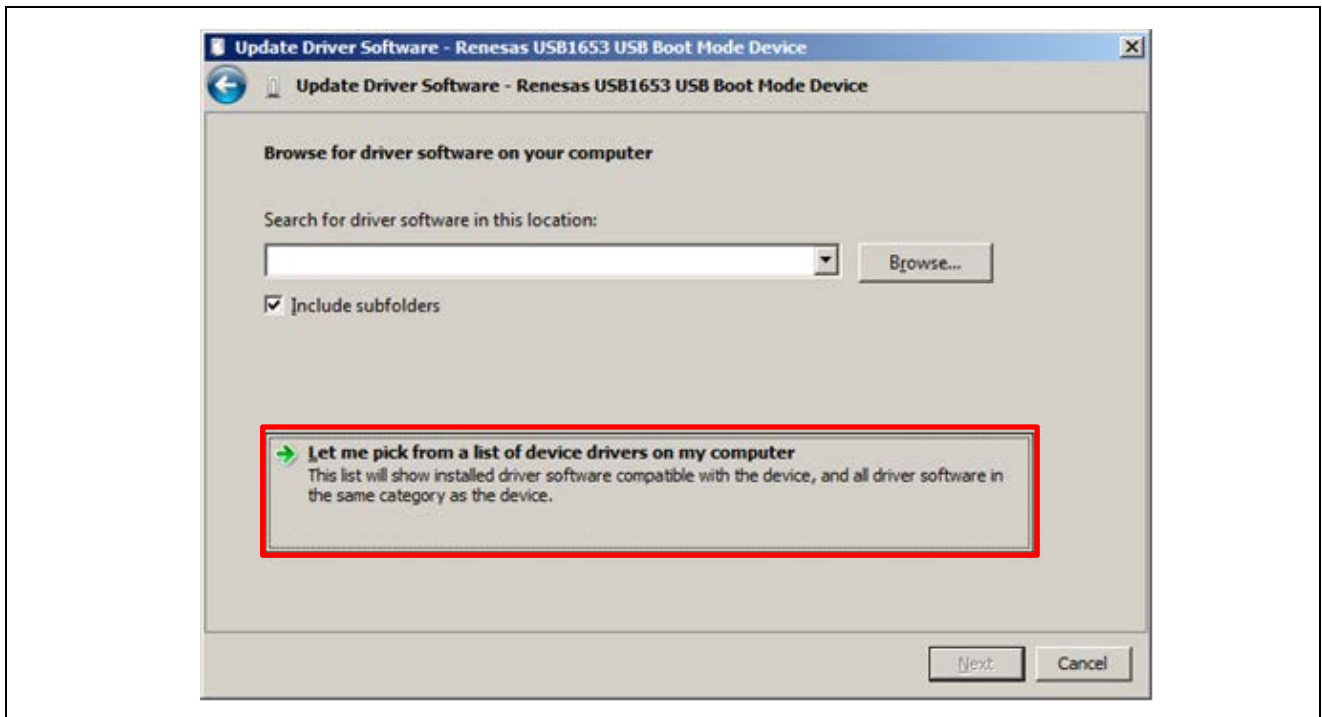 Update Driver Software - Renesas USB1653 USB Boot Mode Device
Update Driver Software - Renesas USB1653 USB Boot Mode Device
Browse for driver software on your computer
Search for driver software in this location:
Browse...
Include subfolders
Let me pick from a list of device drivers on my computer
This list will show installed driver software compatible with the device, and all driver software in
the same category as the device.
Next Cancel